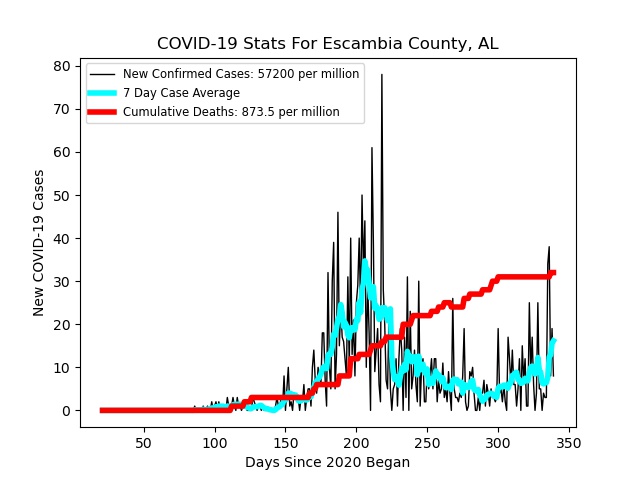 COVID-19 Stats For Escambia County, AL
New Confirmed Cases: 57200 per million
7 Day Case Average
Cumulative Deaths: 873.5 per million
New COVID-19 Cases
80
70
60
50
40
30
20
10
0
50 100 150 200 250 300 350
Days Since 2020 Began